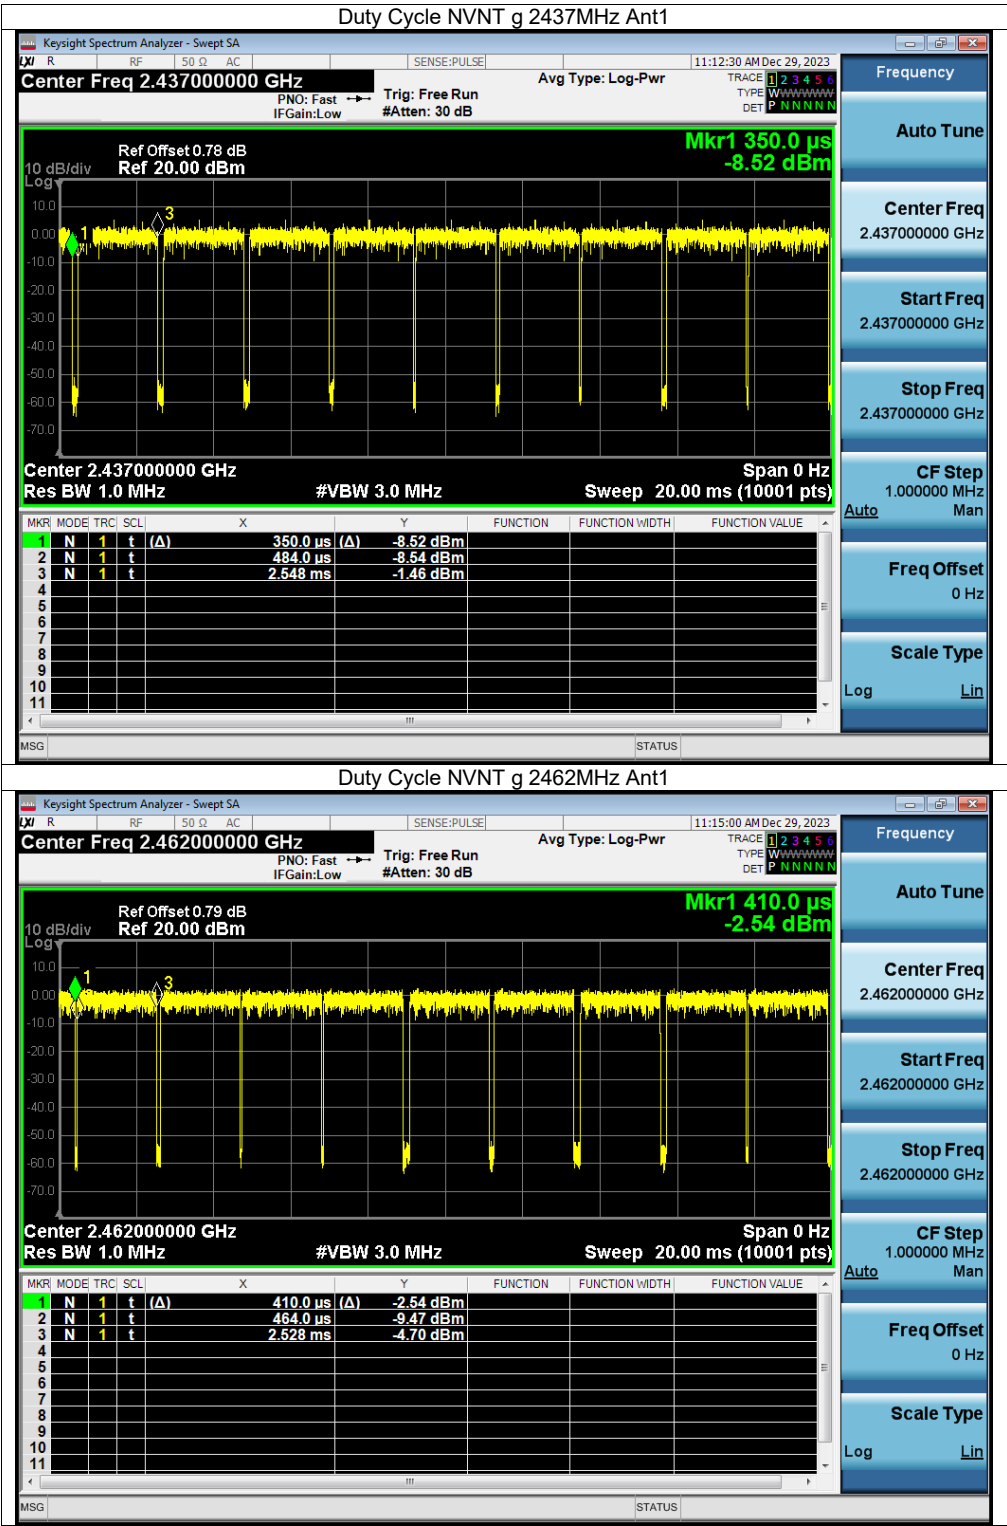 Duty Cycle NVNT g 2437MHz Ant1
Keysight Spectrum Analyzer - Swept SA
LXI R RF 50 Ω AC SENSE:PULSE 11:12:30 AM Dec 29, 2023
Center Freq 2.437000000 GHz
PNO: Fast
IFGain:Low
Trig: Free Run
#Atten: 30 dB
Avg Type: Log-Pwr
TRACE 1 2 3 4 5 6
TYPE W
DET P N N N N N
Mkr1 350.0 µs
-8.52 dBm
Ref Offset 0.78 dB
10 dB/div Ref 20.00 dBm
Log
10.0
0.00
-10.0
-20.0
-30.0
-40.0
-50.0
-60.0
-70.0
1
3
Center 2.437000000 GHz Span 0 Hz
Res BW 1.0 MHz #VBW 3.0 MHz Sweep 20.00 ms (10001 pts)
MKR MODE TRC SCL X Y FUNCTION FUNCTION WIDTH FUNCTION VALUE
1 N 1 t (Δ) 350.0 µs (Δ) -8.52 dBm
2 N 1 t 484.0 µs -8.54 dBm
3 N 1 t 2.548 ms -1.46 dBm
4
5
6
7
8
9
10
11
MSG STATUS
Frequency
Auto Tune
Center Freq
2.437000000 GHz
Start Freq
2.437000000 GHz
Stop Freq
2.437000000 GHz
CF Step
1.000000 MHz
Auto Man
Freq Offset
0 Hz
Scale Type
Log Lin
Duty Cycle NVNT g 2462MHz Ant1
Keysight Spectrum Analyzer - Swept SA
LXI R RF 50 Ω AC SENSE:PULSE 11:15:00 AM Dec 29, 2023
Center Freq 2.462000000 GHz
PNO: Fast
IFGain:Low
Trig: Free Run
#Atten: 30 dB
Avg Type: Log-Pwr
TRACE 1 2 3 4 5 6
TYPE W
DET P N N N N N
Mkr1 410.0 µs
-2.54 dBm
Ref Offset 0.79 dB
10 dB/div Ref 20.00 dBm
Log
10.0
0.00
-10.0
-20.0
-30.0
-40.0
-50.0
-60.0
-70.0
1
3
Center 2.462000000 GHz Span 0 Hz
Res BW 1.0 MHz #VBW 3.0 MHz Sweep 20.00 ms (10001 pts)
MKR MODE TRC SCL X Y FUNCTION FUNCTION WIDTH FUNCTION VALUE
1 N 1 t (Δ) 410.0 µs (Δ) -2.54 dBm
2 N 1 t 464.0 µs -9.47 dBm
3 N 1 t 2.528 ms -4.70 dBm
4
5
6
7
8
9
10
11
MSG STATUS
Frequency
Auto Tune
Center Freq
2.462000000 GHz
Start Freq
2.462000000 GHz
Stop Freq
2.462000000 GHz
CF Step
1.000000 MHz
Auto Man
Freq Offset
0 Hz
Scale Type
Log Lin